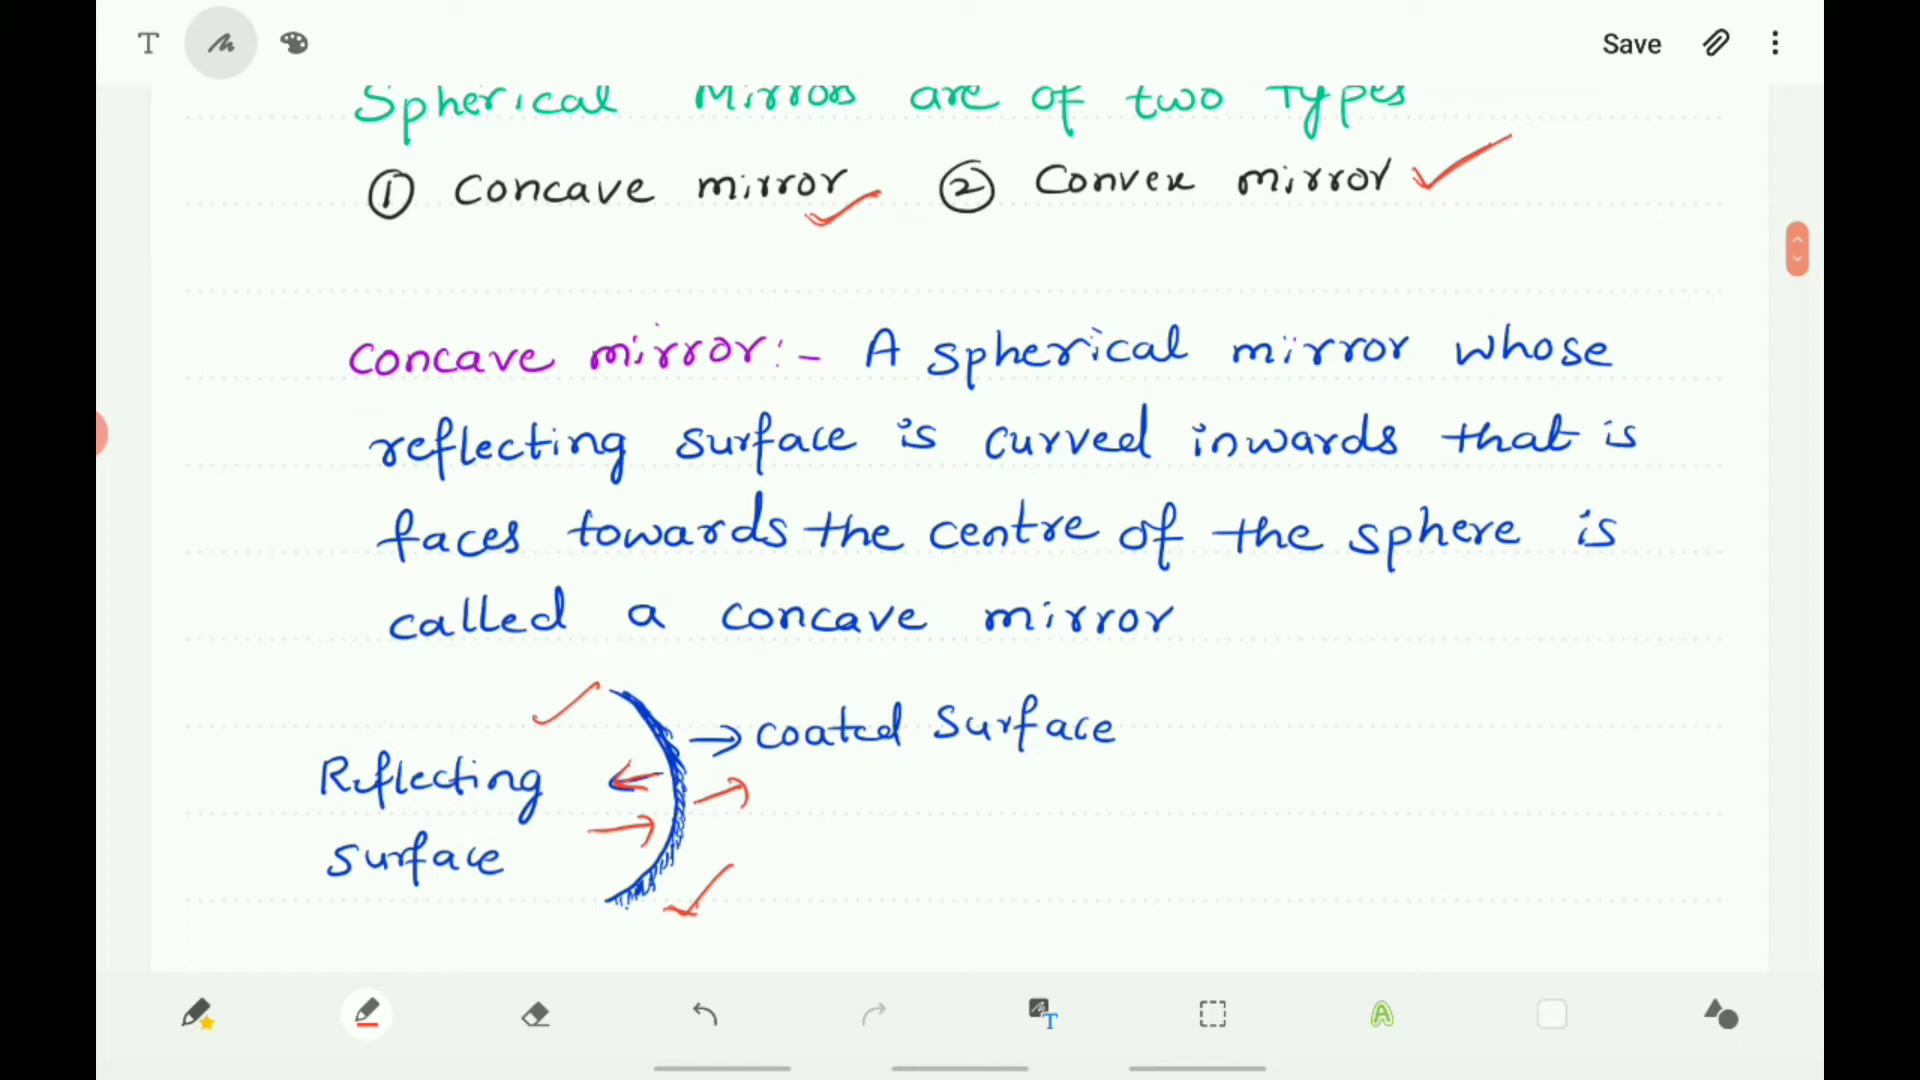 T
Save
Spherical Mirrors are of two Types
① Concave mirror ② Convex mirror
Concave mirror:- A spherical mirror whose
reflecting surface is curved inwards that is
faces towards the centre of the sphere is
called a concave mirror
→ coated Surface
Reflecting
surface
T
A